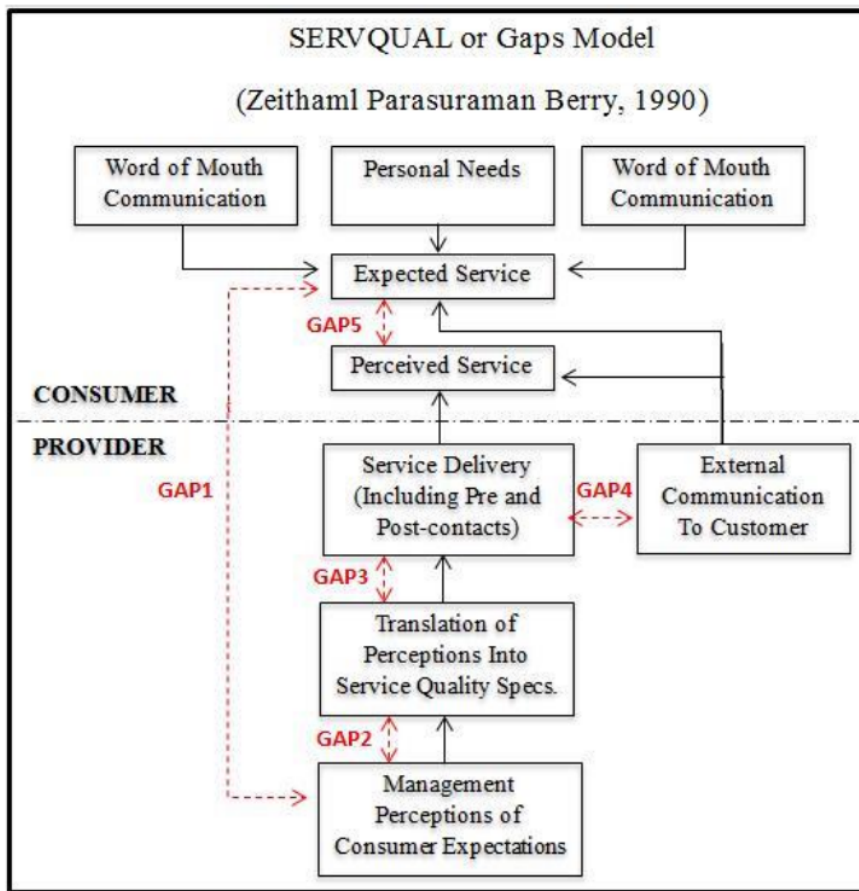 SERVQUAL or Gaps Model
(Zeithaml Parasuraman Berry, 1990)
Word of Mouth
Communication
Personal Needs
Word of Mouth
Communication
Expected Service
GAP5
Perceived Service
CONSUMER
PROVIDER
GAP1
Service Delivery
(Including Pre and
Post-contacts)
GAP4
External
Communication
To Customer
GAP3
Translation of
Perceptions Into
Service Quality Specs.
GAP2
Management
Perceptions of
Consumer Expectations